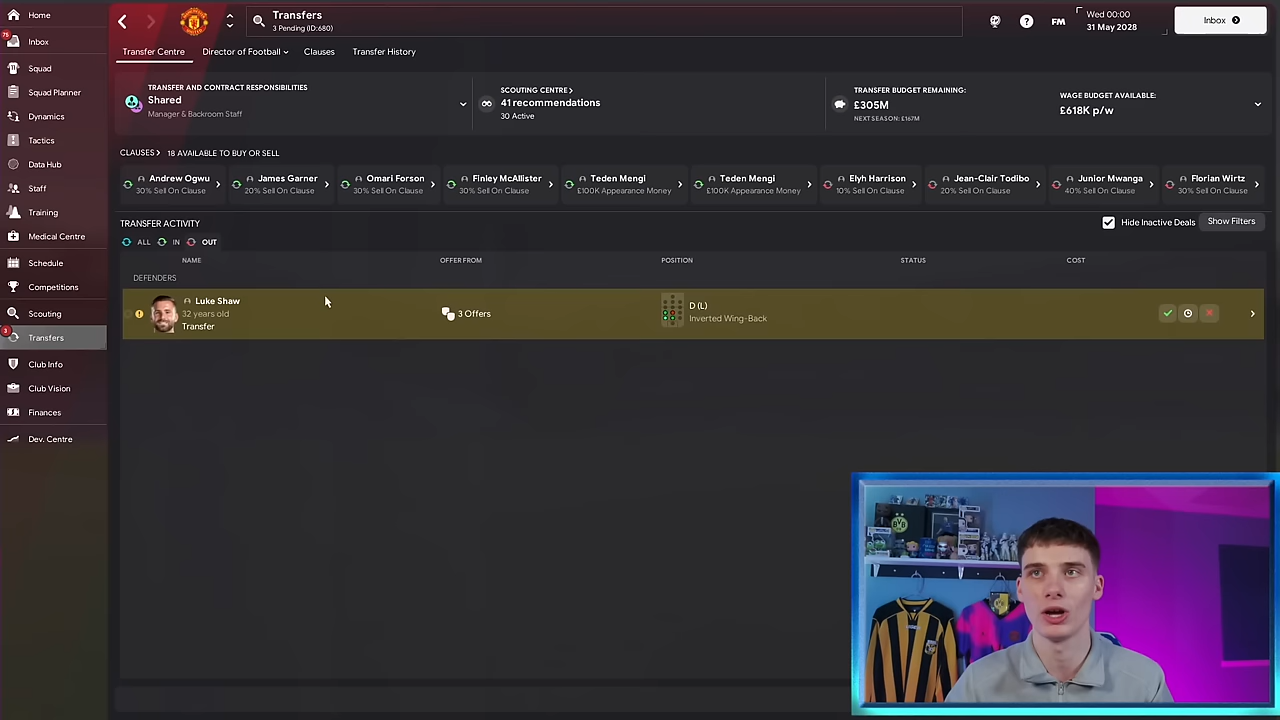 Home
Inbox
Squad
Squad Planner
Dynamics
Tactics
Data Hub
Staff
Training
Medical Centre
Schedule
Competitions
Scouting
Transfers
Club Info
Club Vision
Finances
Dev. Centre
75
3
Transfers
3 Pending (ID:680)
?
FM
Wed 00:00
31 May 2028
Inbox
Transfer Centre
Director of Football
Clauses
Transfer History
TRANSFER AND CONTRACT RESPONSIBILITIES
Shared
Manager & Backroom Staff
SCOUTING CENTRE >
41 recommendations
30 Active
TRANSFER BUDGET REMAINING:
£305M
NEXT SEASON: £167M
WAGE BUDGET AVAILABLE:
£618K p/w
CLAUSES > 18 AVAILABLE TO BUY OR SELL
Andrew Ogwu
30% Sell On Clause
James Garner
20% Sell On Clause
Omari Forson
30% Sell On Clause
Finley McAllister
30% Sell On Clause
Teden Mengi
£100K Appearance Money
Teden Mengi
£100K Appearance Money
Elyh Harrison
10% Sell On Clause
Jean-Clair Todibo
20% Sell On Clause
Junior Mwanga
40% Sell On Clause
Florian Wirtz
30% Sell On Clause
TRANSFER ACTIVITY
Hide Inactive Deals
Show Filters
ALL IN OUT
NAME OFFER FROM POSITION STATUS COST
DEFENDERS
Luke Shaw
32 years old
Transfer
3 Offers
D (L)
Inverted Wing-Back
BVB